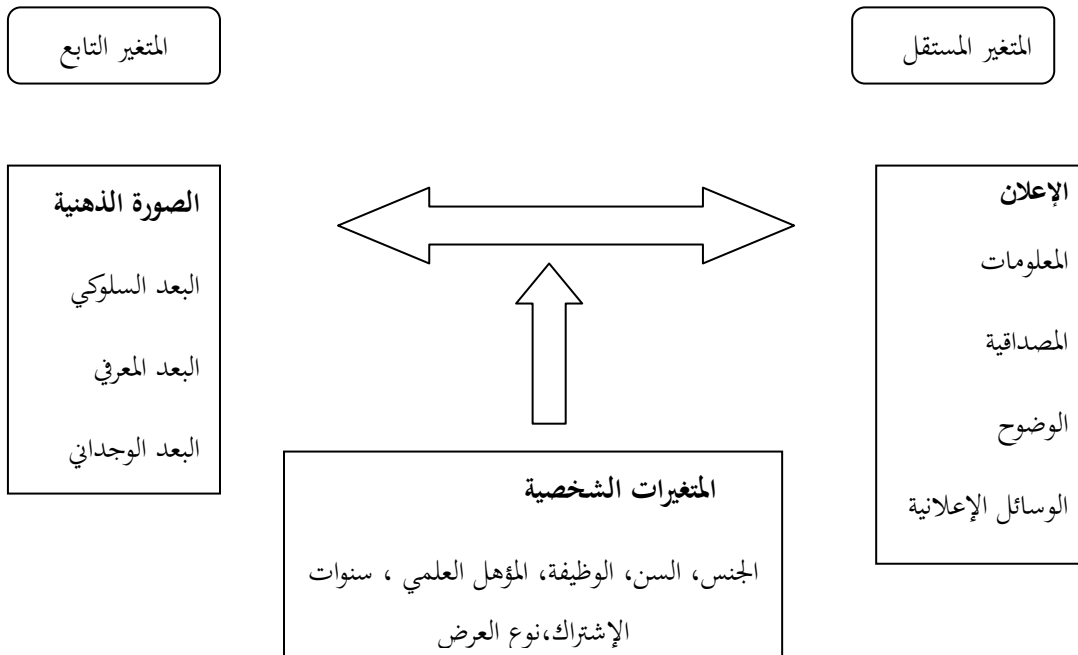 المتغير المستقل
المتغير التابع
الإعلان
المعلومات
المصداقية
الوضوح
الوسائل الإعلانية
الصورة الذهنية
البعد السلوكي
البعد المعرفي
البعد الوجداني
المتغيرات الشخصية
الجنس، السن، الوظيفة، المؤهل العلمي ، سنوات
الإشتراك،نوع العرض